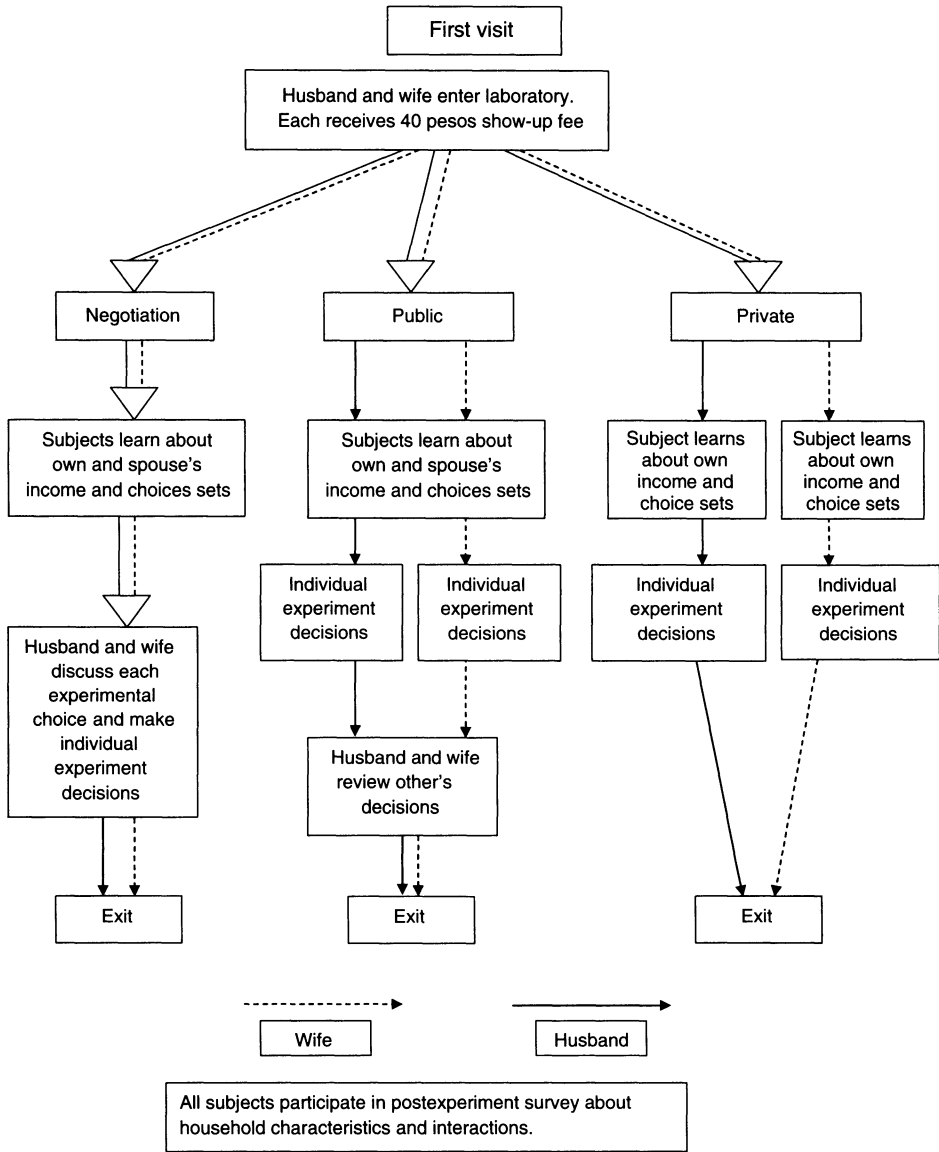 First visit
Husband and wife enter laboratory.
Each receives 40 pesos show-up fee
Negotiation
Public
Private
Subjects learn about
own and spouse's
income and choices sets
Subjects learn about
own and spouse's
income and choices sets
Subject learns
about own
income and
choice sets
Subject learns
about own
income and
choice sets
Husband and wife
discuss each
experimental
choice and make
individual
experiment
decisions
Individual
experiment
decisions
Individual
experiment
decisions
Individual
experiment
decisions
Individual
experiment
decisions
Husband and wife
review other's
decisions
Exit
Exit
Exit
Wife
Husband
All subjects participate in postexperiment survey about
household characteristics and interactions.